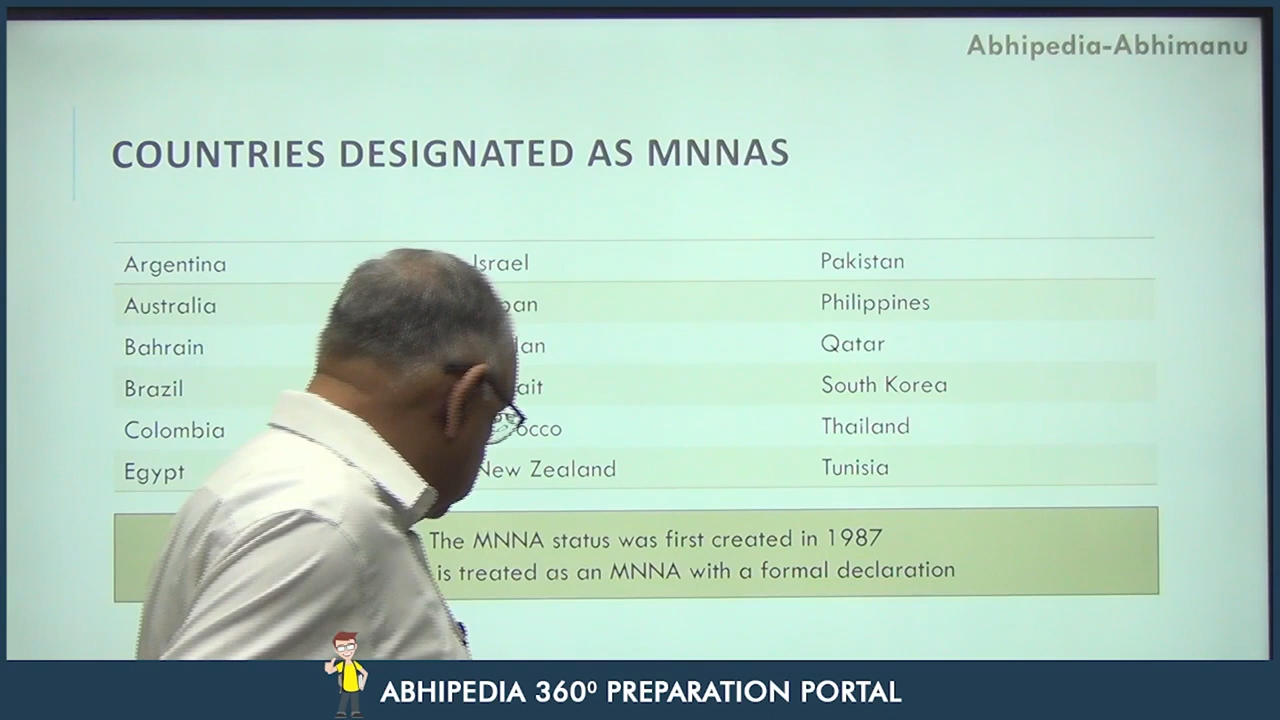 Abhipedia-Abhimanu
COUNTRIES DESIGNATED AS MNNAS
Argentina Israel Pakistan
Australia Philippines
Bahrain Qatar
Brazil South Korea
Colombia Thailand
Egypt New Zealand Tunisia
The MNNA status was first created in 1987
is treated as an MNNA with a formal declaration
ABHIPEDIA 360⁰ PREPARATION PORTAL